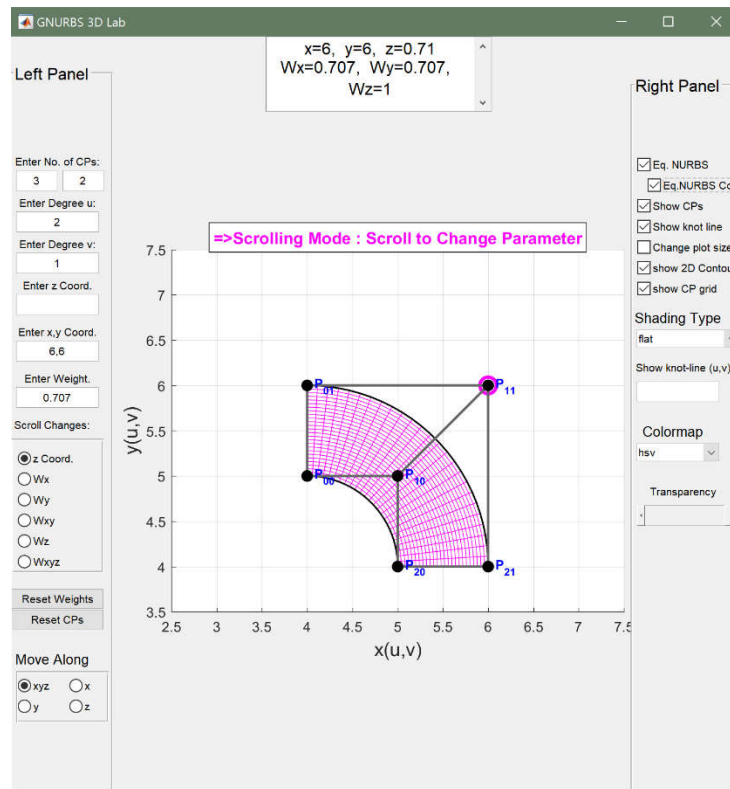 GNURBS 3D Lab
x=6, y=6, z=0.71
Wx=0.707, Wy=0.707,
Wz=1
Left Panel
Enter No. of CPs:
3 2
Enter Degree u:
2
Enter Degree v:
1
Enter z Coord.
Enter x,y Coord.
6,6
Enter Weight.
0.707
Scroll Changes:
z Coord.
Wx
Wy
Wxy
Wz
Wxyz
Reset Weights
Reset CPs
Move Along
xyz x
y z
=>Scrolling Mode : Scroll to Change Parameter
7.5
7
6.5
6
5.5
5
4.5
4
3.5
y(u,v)
P01
P11
P00
P10
P20
P21
2.5 3 3.5 4 4.5 5 5.5 6 6.5 7 7.5
x(u,v)
Right Panel
Eq. NURBS
Eq.NURBS Co
Show CPs
Show knot line
Change plot size
show 2D Contou
show CP grid
Shading Type
flat
Show knot-line (u,v)
Colormap
hsv
Transparency